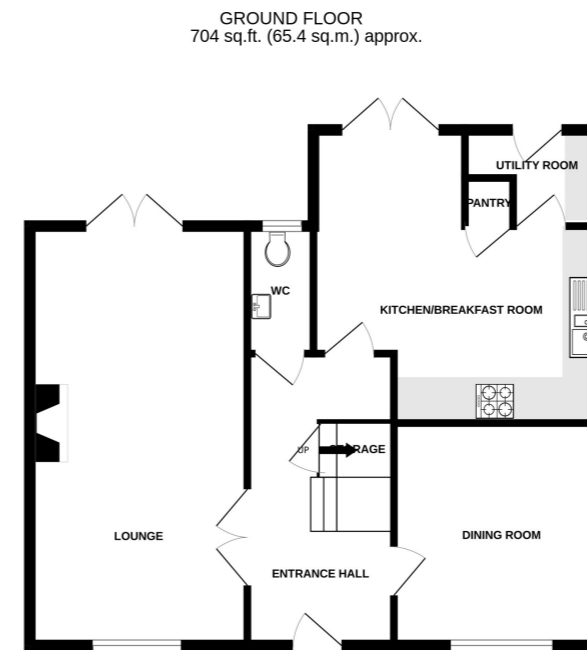 GROUND FLOOR
704 sq.ft. (65.4 sq.m.) approx.
UTILITY ROOM
PANTRY
WC
KITCHEN/BREAKFAST ROOM
UP
STORAGE
LOUNGE
DINING ROOM
ENTRANCE HALL